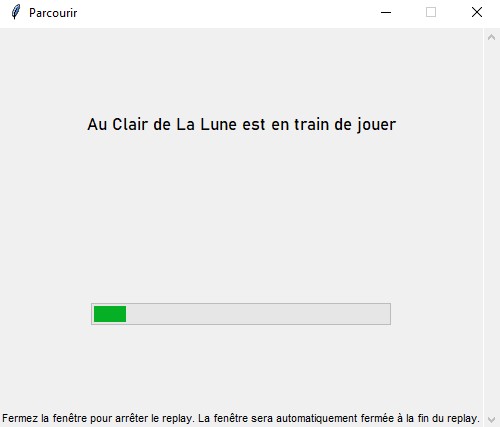 Parcourir
Au Clair de La Lune est en train de jouer
Fermez la fenêtre pour arrêter le replay. La fenêtre sera automatiquement fermée à la fin du replay.